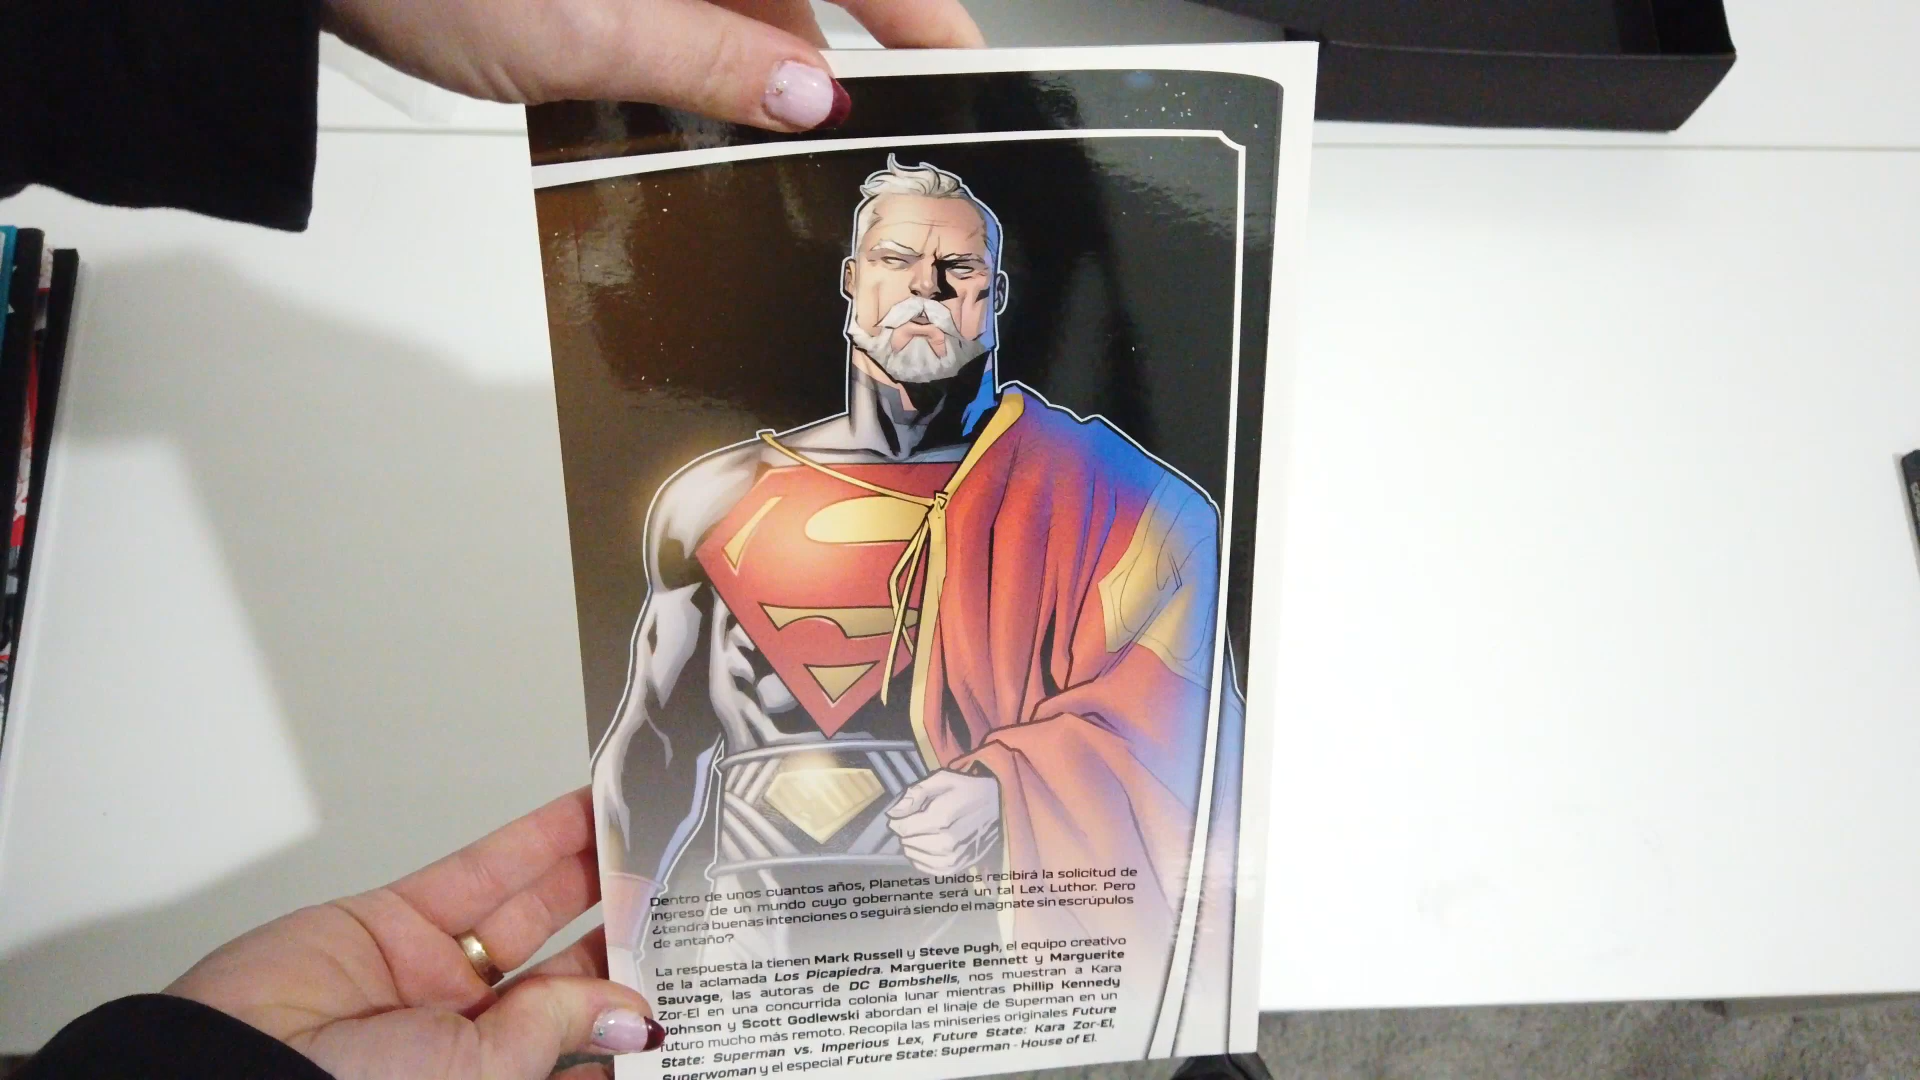 Dentro de unos cuantos años, Planetas Unidos recibirá la solicitud de
ingreso de un mundo cuyo gobernante será un tal Lex Luthor. Pero
¿tendrá buenas intenciones o seguirá siendo el magnate sin escrúpulos
de antaño?
La respuesta la tienen Mark Russell y Steve Pugh, el equipo creativo
de la aclamada Los Picapiedra. Marguerite Bennett y Marguerite
Sauvage, las autoras de DC Bombshells, nos muestran a Kara
Zor-El en una concurrida colonia lunar mientras Phillip Kennedy
Johnson y Scott Godlewski abordan el linaje de Superman en un
futuro mucho más remoto. Recopila las miniseries originales Future
State: Superman vs. Imperious Lex, Future State: Kara Zor-El,
Superwoman y el especial Future State: Superman - House of El.